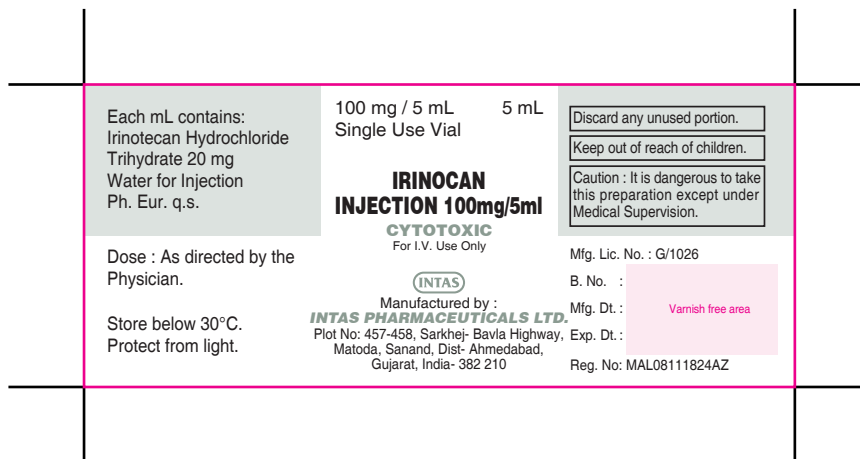 Each mL contains:
Irinotecan Hydrochloride
Trihydrate 20 mg
Water for Injection
Ph. Eur. q.s.
Dose : As directed by the
Physician.
Store below 30°C.
Protect from light.
100 mg / 5 mL 5 mL
Single Use Vial
IRINOCAN
INJECTION 100mg/5ml
CYTOTOXIC
For I.V. Use Only
INTAS
Manufactured by :
INTAS PHARMACEUTICALS LTD.
Plot No: 457-458, Sarkhej- Bavla Highway,
Matoda, Sanand, Dist- Ahmedabad,
Gujarat, India- 382 210
Discard any unused portion.
Keep out of reach of children.
Caution : It is dangerous to take
this preparation except under
Medical Supervision.
Mfg. Lic. No. : G/1026
B. No. :
Mfg. Dt. :
Varnish free area
Exp. Dt. :
Reg. No: MAL08111824AZ